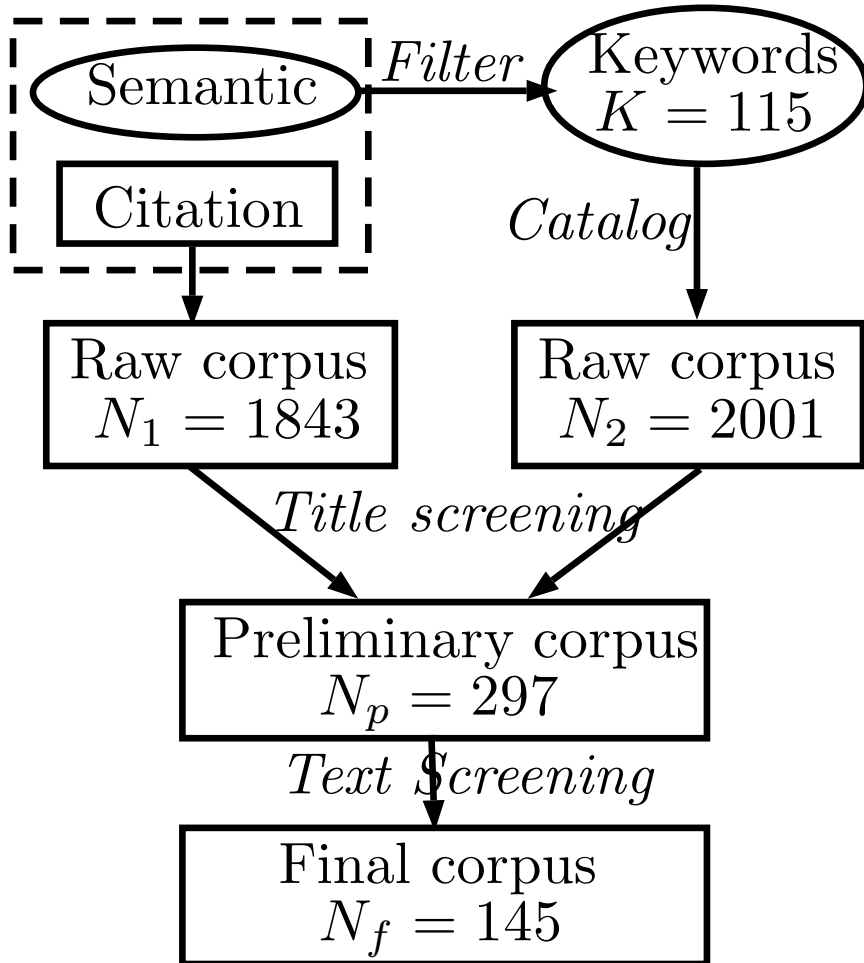 Semantic
Filter
Keywords
K = 115
Citation
Catalog
Raw corpus
N₁ = 1843
Raw corpus
N₂ = 2001
Title screening
Preliminary corpus
Nₚ = 297
Text Screening
Final corpus
N_f = 145